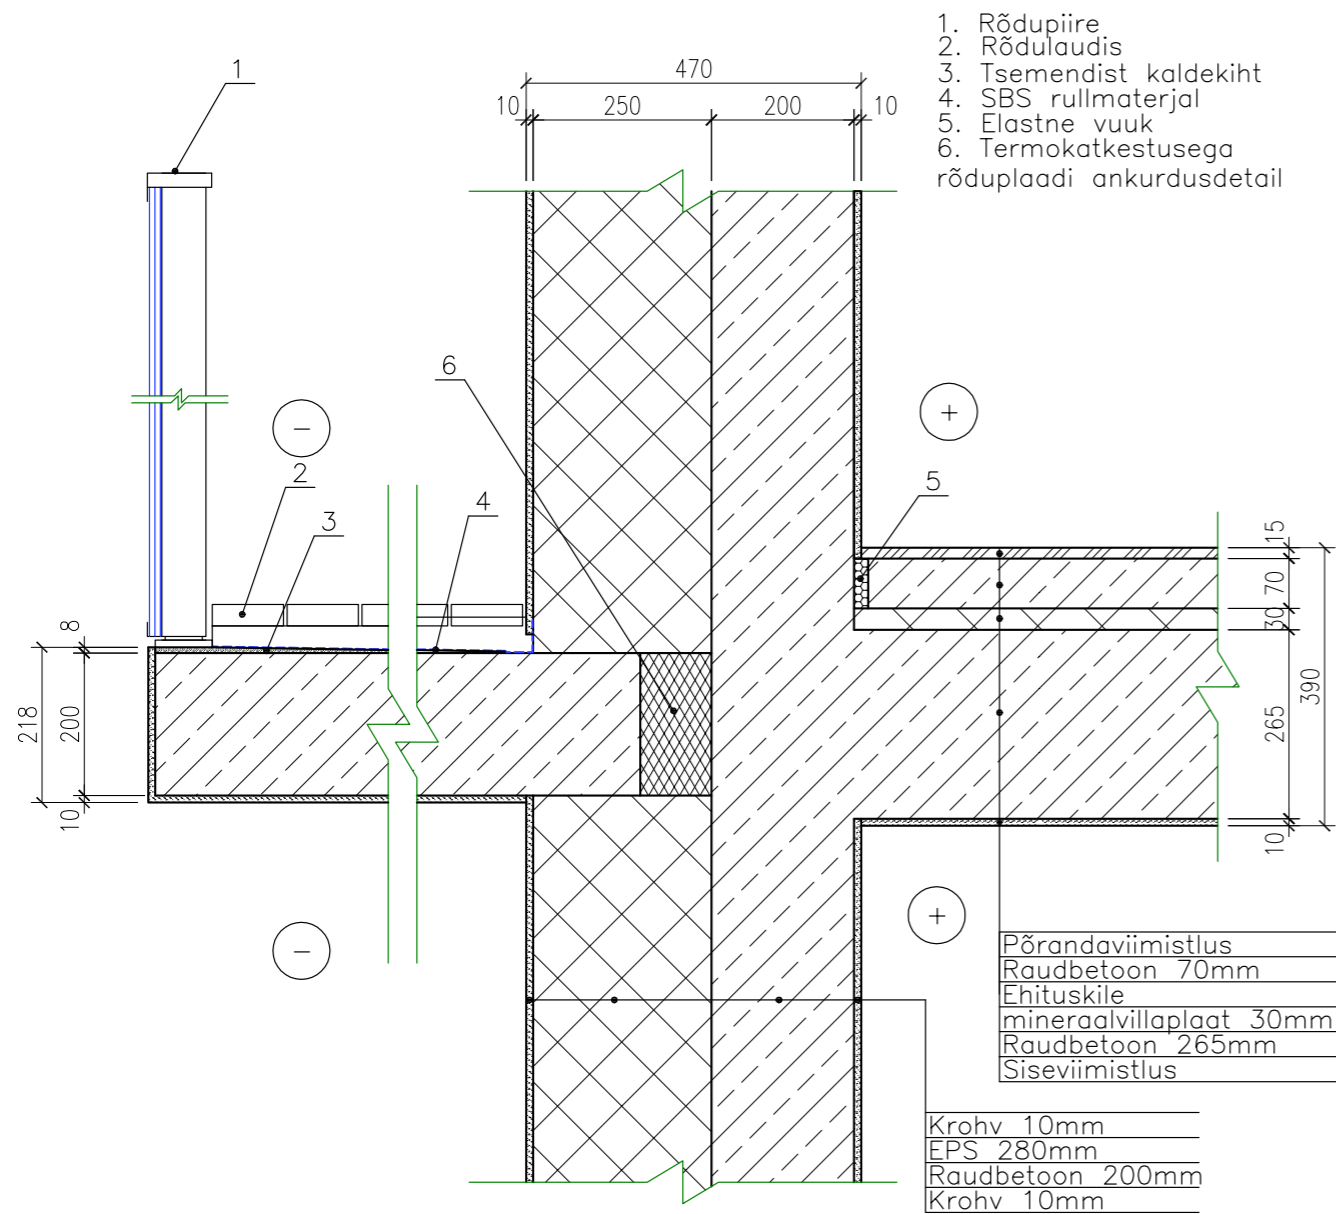 1. Rõdupiire
2. Rõdulaudis
3. Tsemendist kaldekiht
4. SBS rullmaterjal
5. Elastne vuuk
6. Termokatkestusega
rõduplaadi ankurdusdetail
470
10 250 200 10
1
6
2
3
4
5
−
+
−
+
8
218
200
10
15
70
30
390
265
10
Põrandaviimistlus
Raudbetoon 70mm
Ehituskile
mineraalvillaplaat 30mm
Raudbetoon 265mm
Siseviimistlus
Krohv 10mm
EPS 280mm
Raudbetoon 200mm
Krohv 10mm